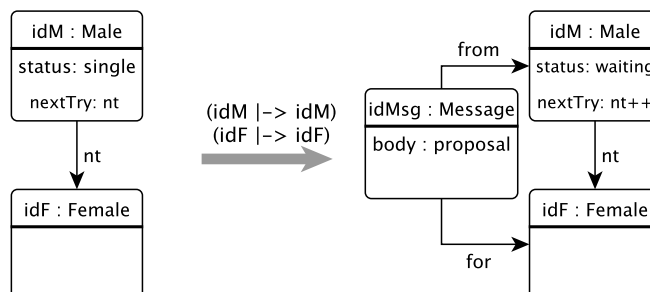 idM : Male
status: single
nextTry: nt
nt
idF : Female
(idM |-> idM)
(idF |-> idF)
from
idMsg : Message
body : proposal
for
idM : Male
status: waiting
nextTry: nt++
nt
idF : Female